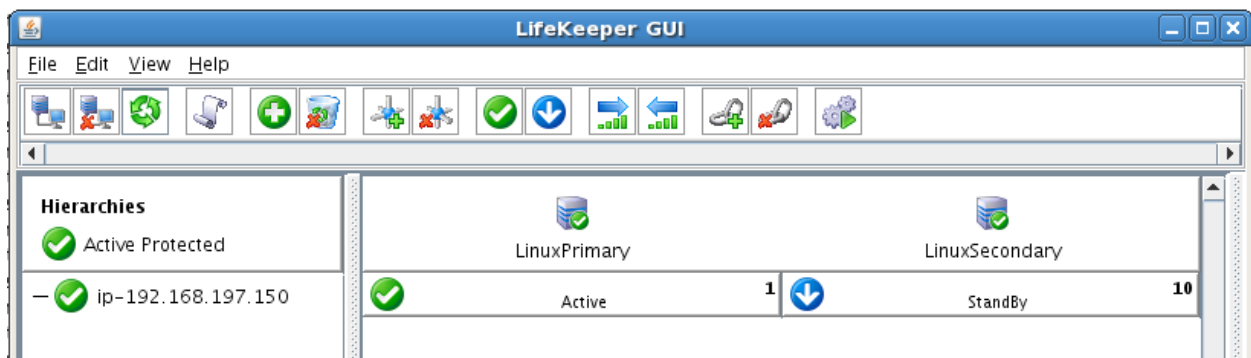 LifeKeeper GUI
File Edit View Help
Hierarchies
Active Protected
LinuxPrimary
LinuxSecondary
ip-192.168.197.150
Active
1
StandBy
10